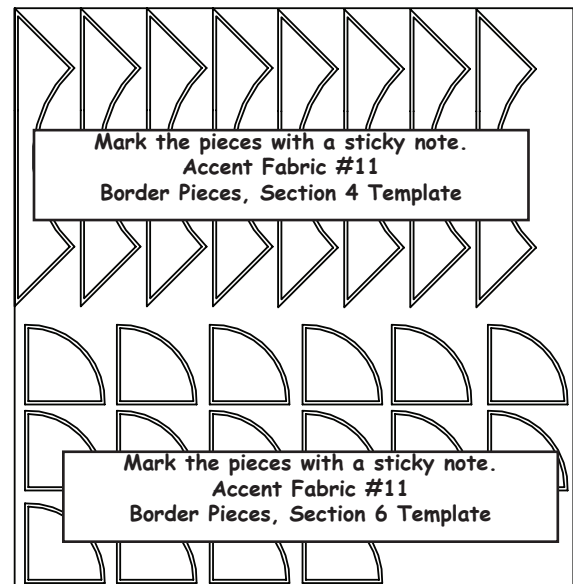 Mark the pieces with a sticky note.
Accent Fabric #11
Border Pieces, Section 4 Template
Mark the pieces with a sticky note.
Accent Fabric #11
Border Pieces, Section 6 Template